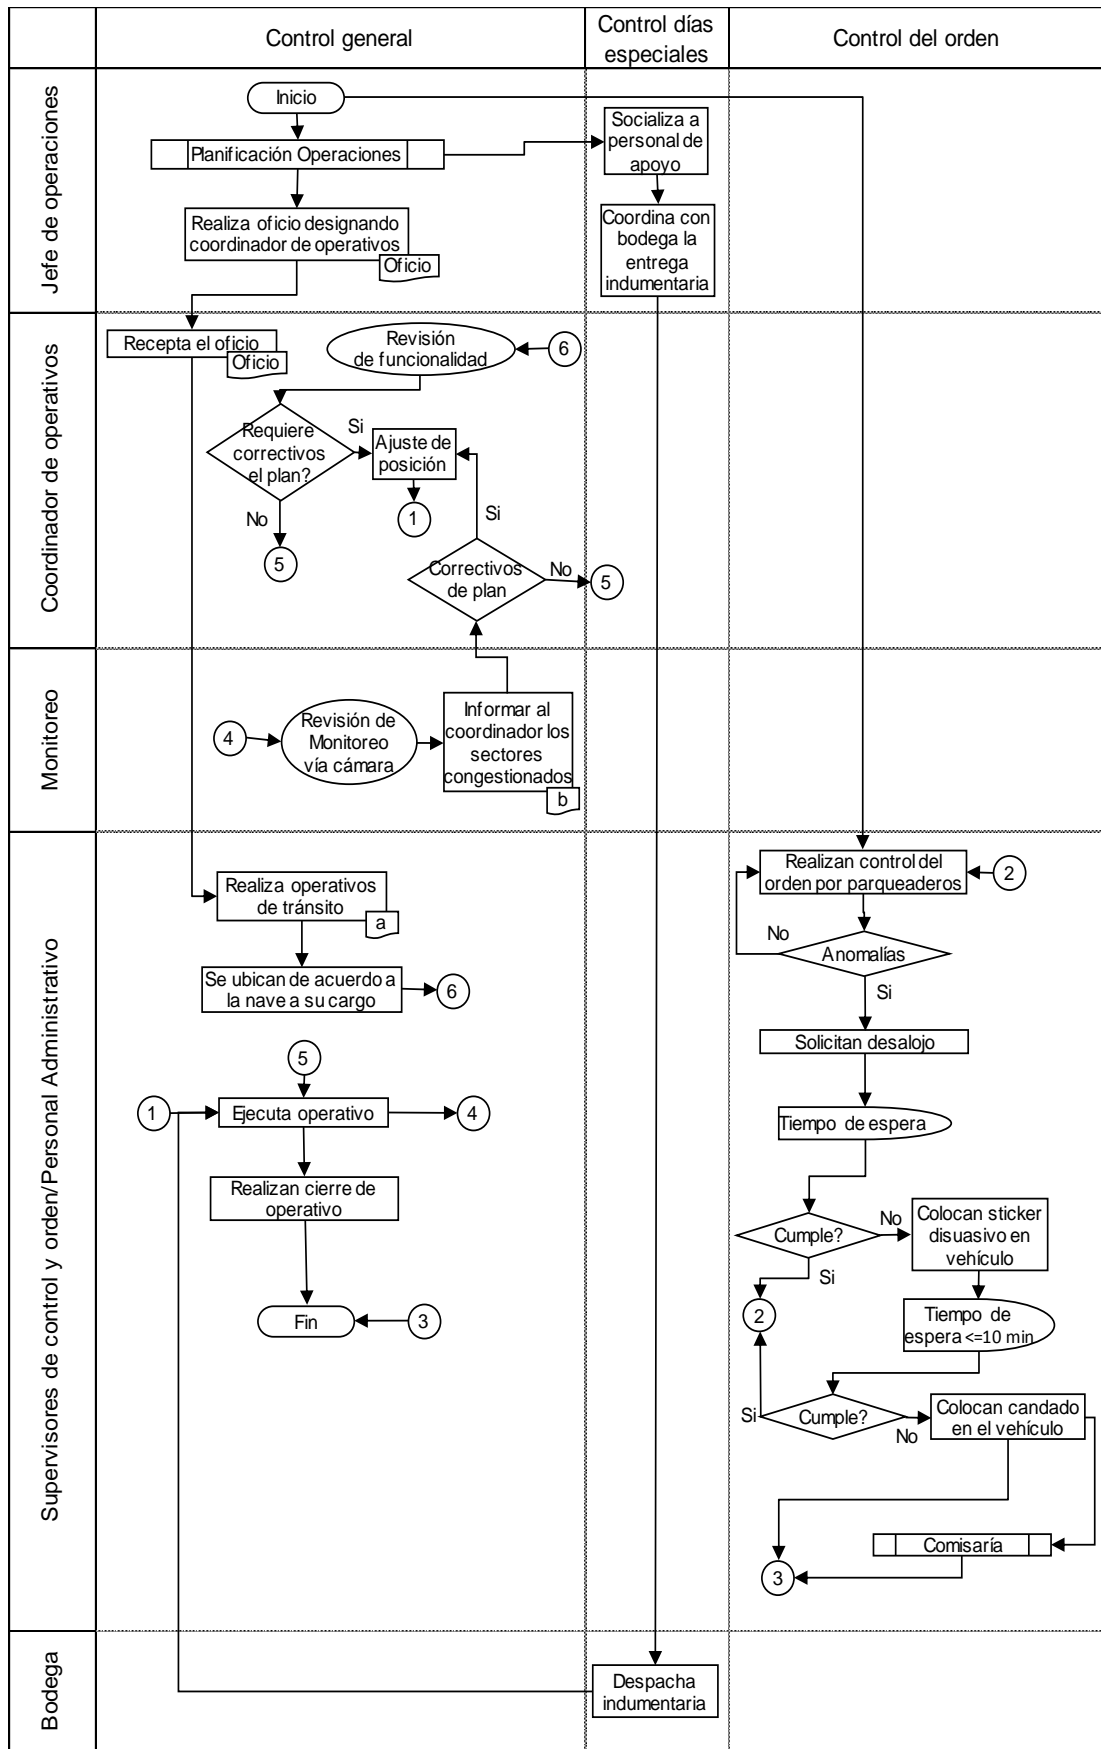 Control general
Control días
especiales
Control del orden
Jefe de operaciones
Inicio
Planificación Operaciones
Realiza oficio designando
coordinador de operativos
Oficio
Socializa a
personal de
apoyo
Coordina con
bodega la
entrega
indumentaria
Coordinador de operativos
Recepta el oficio
Oficio
Revisión
de funcionalidad
6
Requiere
correctivos
el plan?
Si
No
5
Ajuste de
posición
1
Si
Correctivos
de plan
No
5
Monitoreo
4
Revisión de
Monitoreo
vía cámara
Informar al
coordinador los
sectores
congestionados
b
Supervisores de control y orden/Personal Administrativo
Realiza operativos
de tránsito
a
Se ubican de acuerdo a
la nave a su cargo
6
5
1
Ejecuta operativo
4
Realizan cierre de
operativo
Fin
3
Realizan control del
orden por parqueaderos
2
No
Anomalías
Si
Solicitan desalojo
Tiempo de espera
Cumple?
No
Si
Colocan sticker
disuasivo en
vehículo
2
Tiempo de
espera <=10 min
Si
Cumple?
No
Colocan candado
en el vehículo
Comisaría
3
Bodega
Despacha
indumentaria